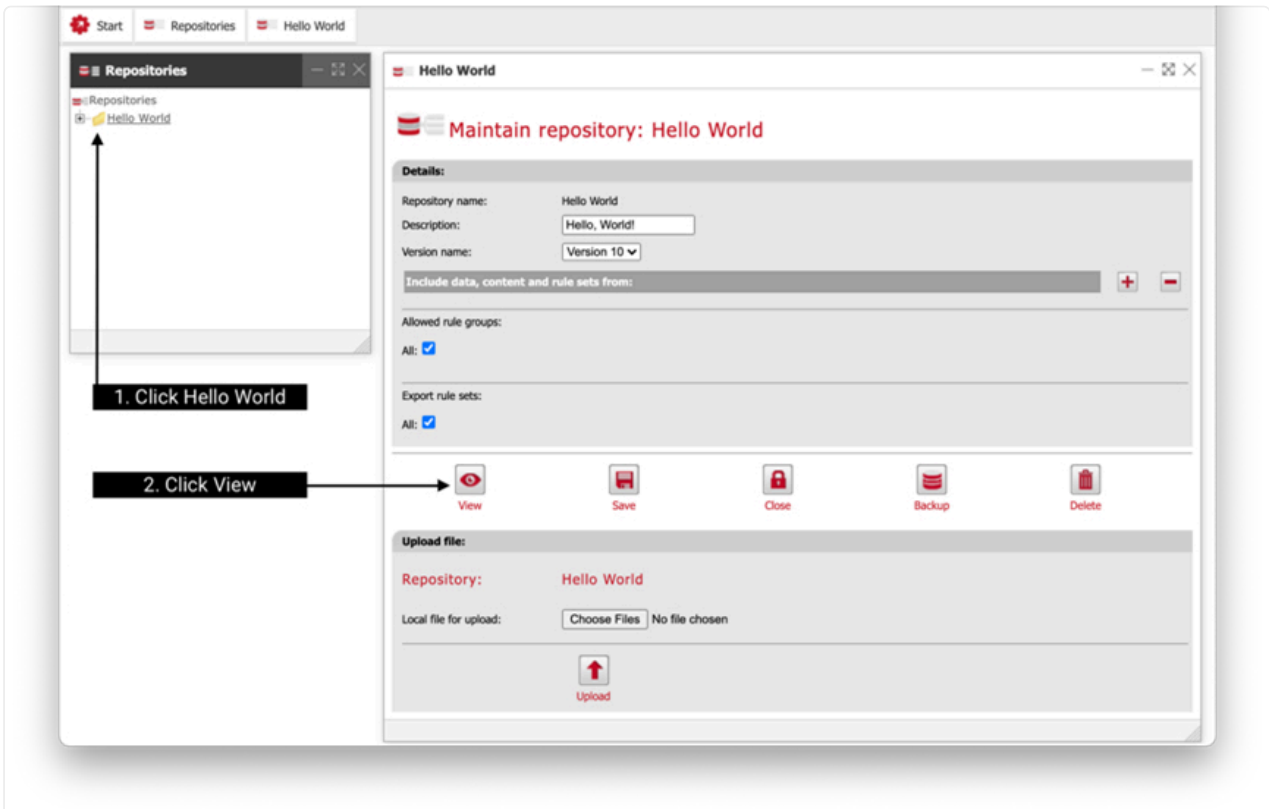 Start Repositories Hello World
Repositories
Repositories
Hello World
1. Click Hello World
2. Click View
Hello World
Maintain repository: Hello World
Details:
Repository name: Hello World
Description: Hello, World!
Version name: Version 10
Include data, content and rule sets from:
Allowed rule groups:
All:
Export rule sets:
All:
View Save Close Backup Delete
Upload file:
Repository: Hello World
Local file for upload: Choose Files No file chosen
Upload